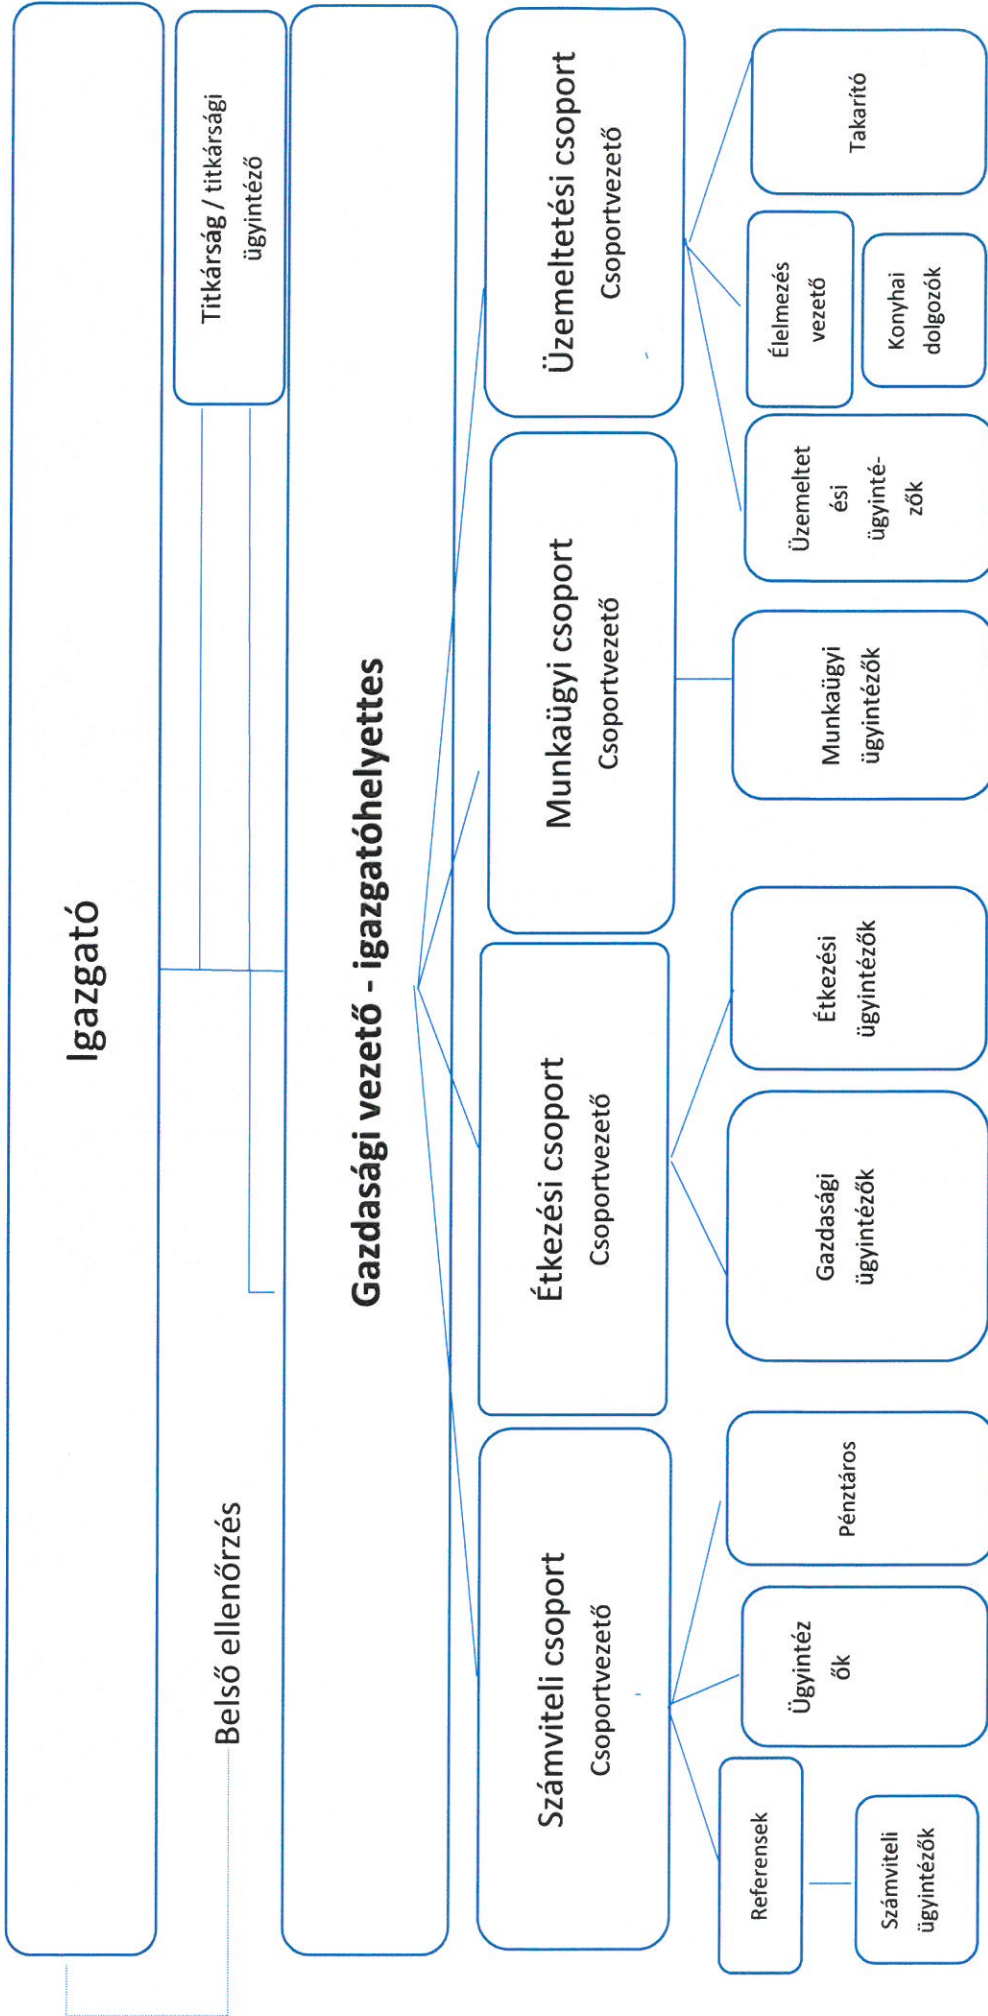 Igazgató
Titkárság / titkársági
ügyintéző
Belső ellenőrzés
Gazdasági vezető - igazgatóhelyettes
Számviteli csoport
Csoportvezető
Étkezési csoport
Csoportvezető
Munkaügyi csoport
Csoportvezető
Üzemeltetési csoport
Csoportvezető
Referensek
Számviteli
ügyintézők
Ügyintéz
ők
Pénztáros
Gazdasági
ügyintézők
Étkezési
ügyintézők
Munkaügyi
ügyintézők
Üzemeltet
ési
ügyinté-
zők
Élelmezés
vezető
Konyhai
dolgozók
Takarító